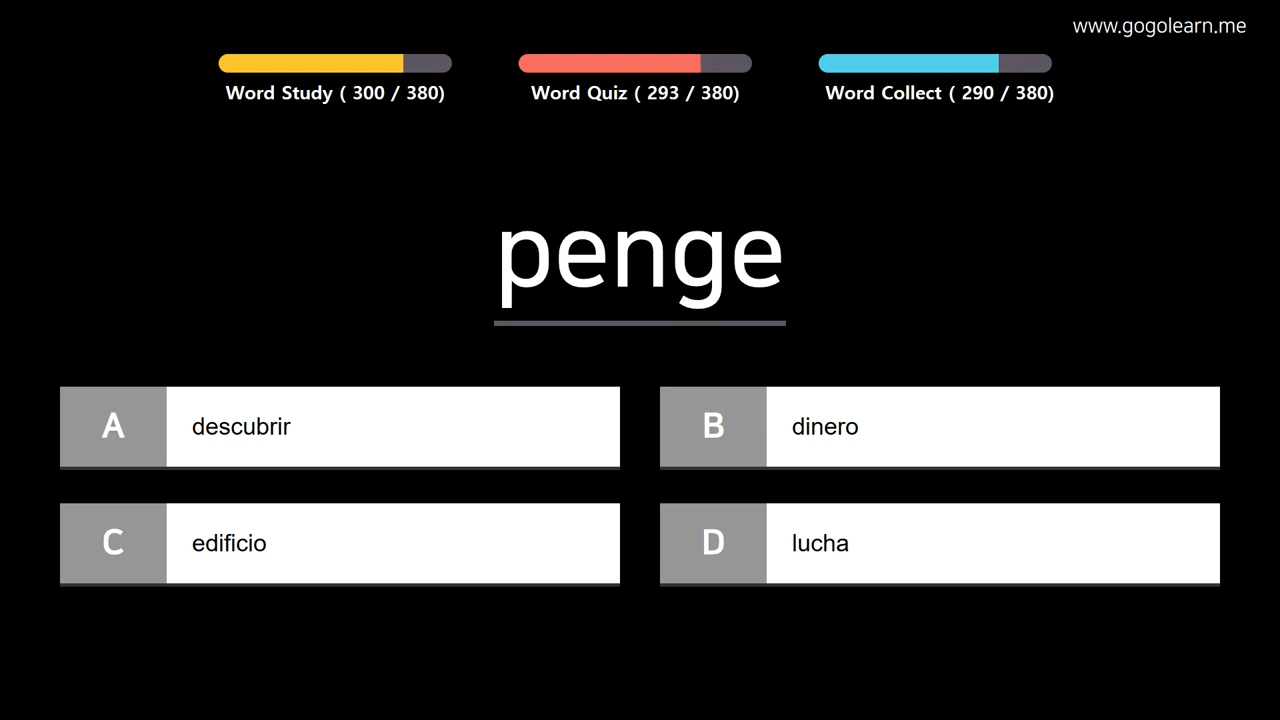 www.gogolearn.me
Word Study ( 300 / 380)
Word Quiz ( 293 / 380)
Word Collect ( 290 / 380)
penge
A descubrir
B dinero
C edificio
D lucha